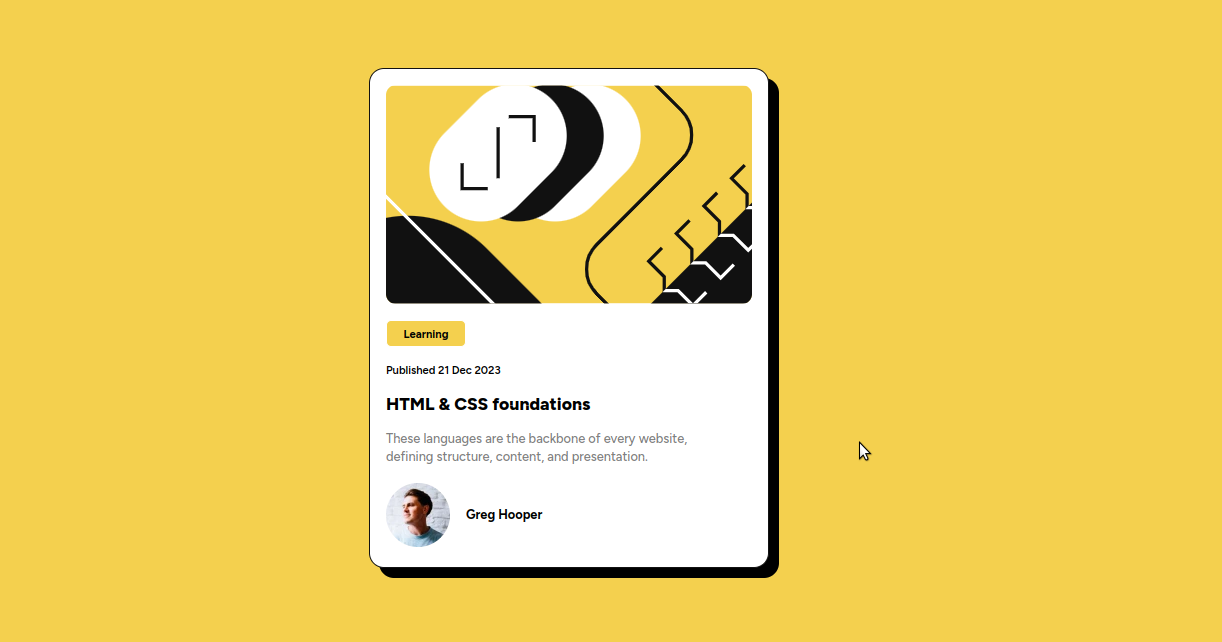 Learning
Published 21 Dec 2023
HTML & CSS foundations
These languages are the backbone of every website,
defining structure, content, and presentation.
Greg Hooper